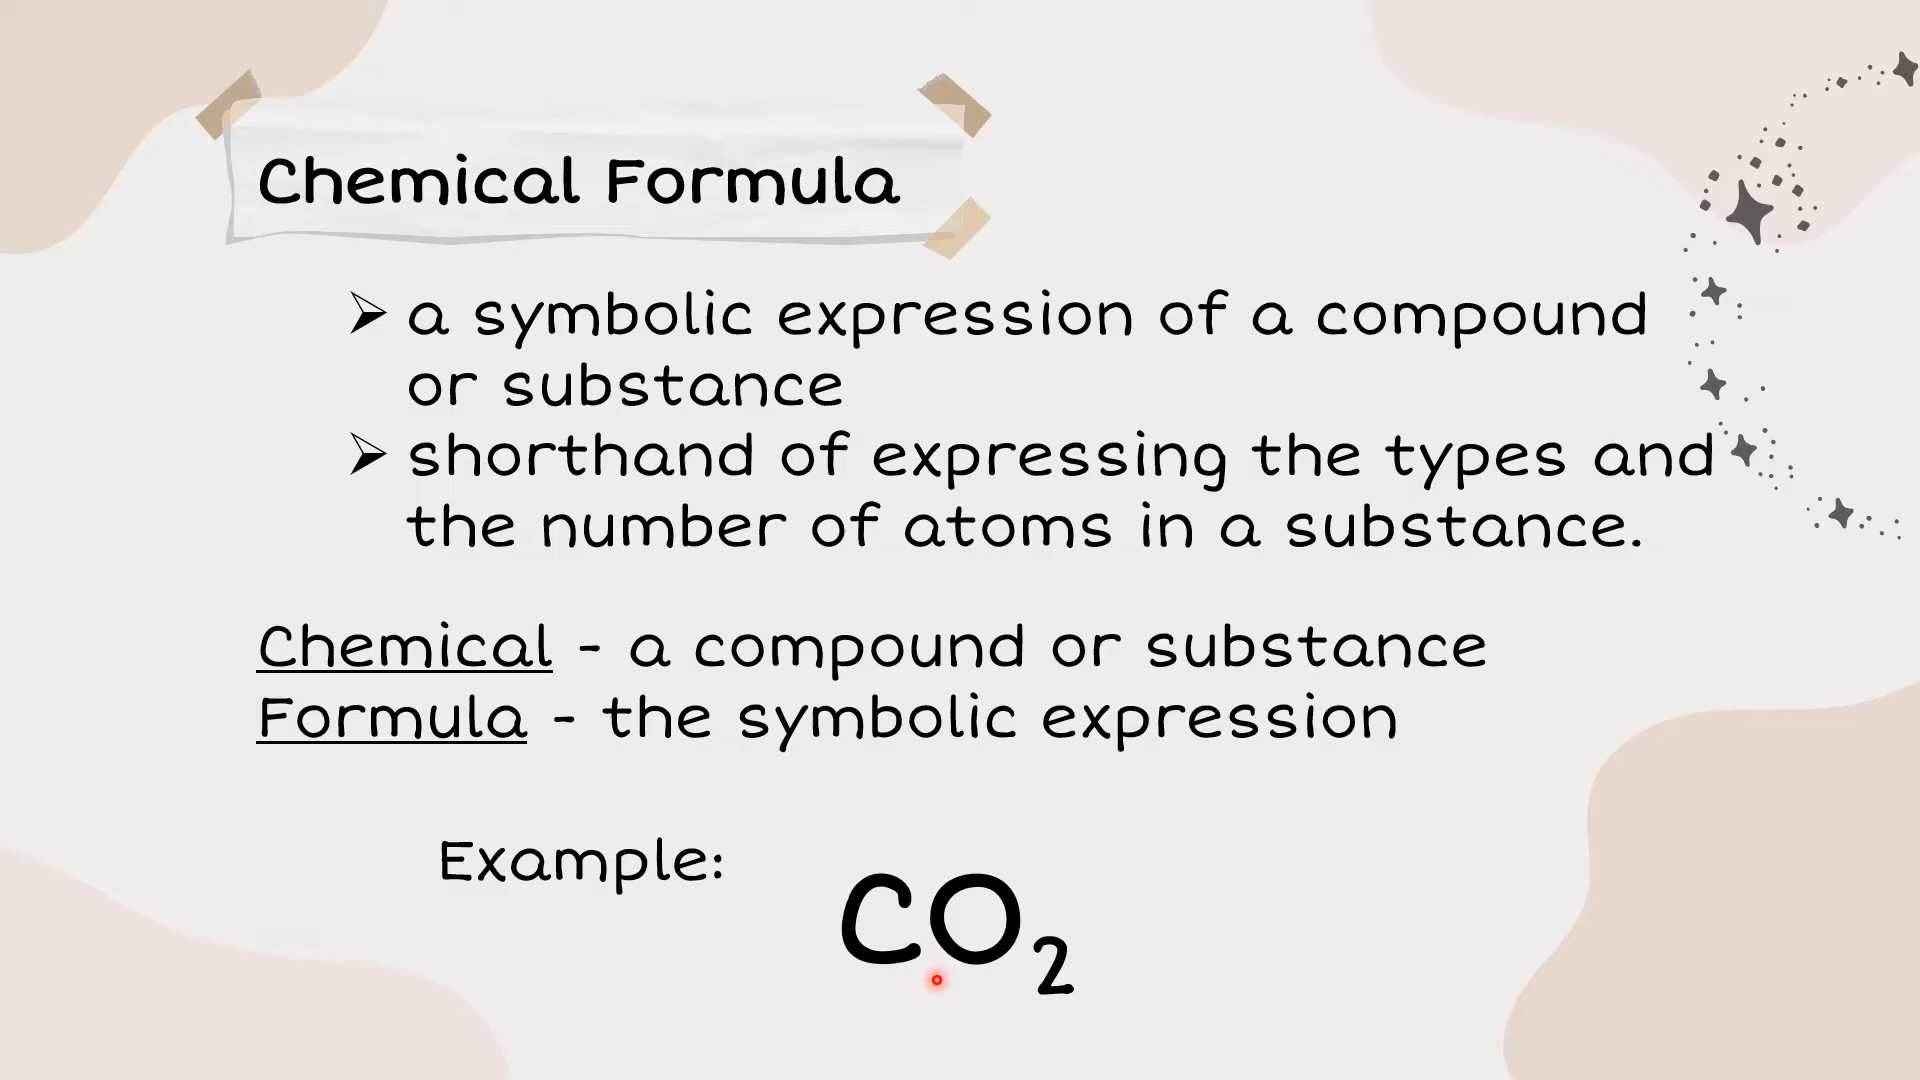 Chemical Formula
➢ a symbolic expression of a compound
or substance
➢ shorthand of expressing the types and
the number of atoms in a substance.
Chemical - a compound or substance
Formula - the symbolic expression
Example:
CO₂